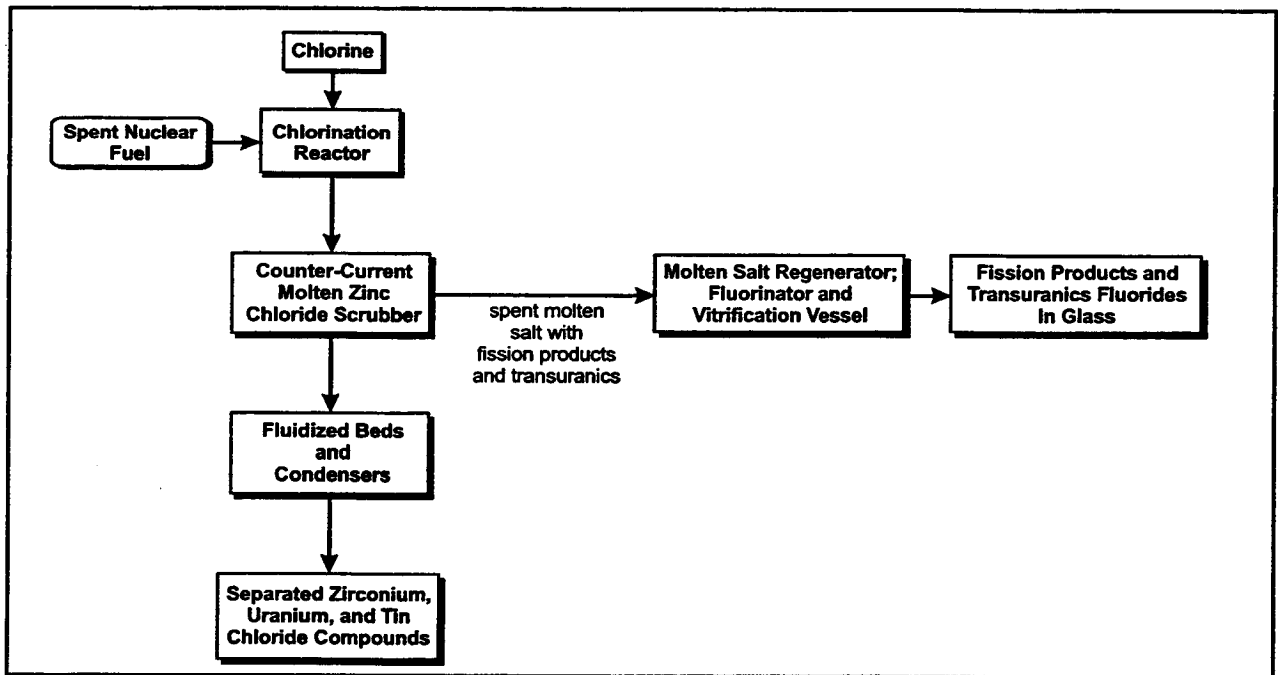 Chlorine
Spent Nuclear
Fuel
Chlorination
Reactor
Counter-Current
Molten Zinc
Chloride Scrubber
spent molten
salt with
fission products
and transuranics
Molten Salt Regenerator;
Fluorinator and
Vitrification Vessel
Fission Products and
Transuranics Fluorides
In Glass
Fluidized Beds
and
Condensers
Separated Zirconium,
Uranium, and Tin
Chloride Compounds